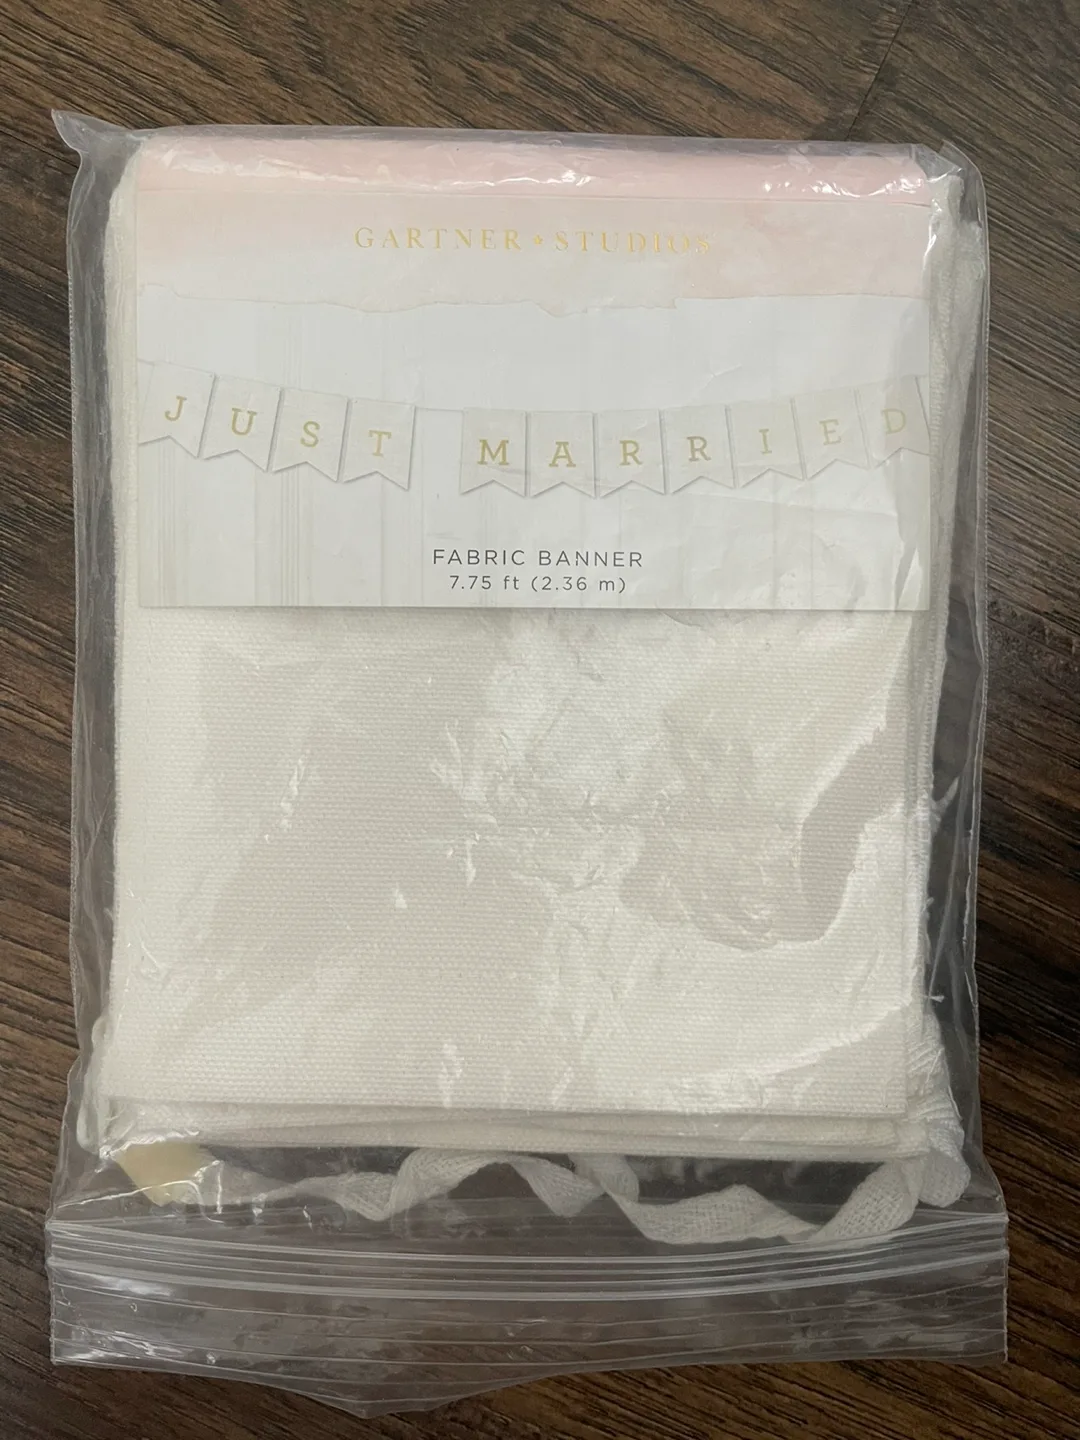 GARTNER ★ STUDIOS
JUST MARRIED
FABRIC BANNER
7.75 ft (2.36 m)